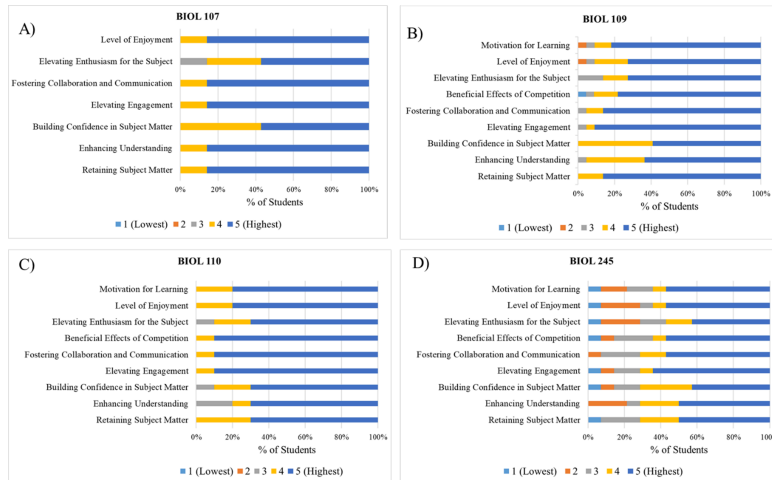 A)
BIOL 107
Level of Enjoyment
Elevating Enthusiasm for the Subject
Fostering Collaboration and Communication
Elevating Engagement
Building Confidence in Subject Matter
Enhancing Understanding
Retaining Subject Matter
0% 20% 40% 60% 80% 100%
% of Students
1 (Lowest) 2 3 4 5 (Highest)
B)
BIOL 109
Motivation for Learning
Level of Enjoyment
Elevating Enthusiasm for the Subject
Beneficial Effects of Competition
Fostering Collaboration and Communication
Elevating Engagement
Building Confidence in Subject Matter
Enhancing Understanding
Retaining Subject Matter
0% 20% 40% 60% 80% 100%
% of Students
1 (Lowest) 2 3 4 5 (Highest)
C)
BIOL 110
Motivation for Learning
Level of Enjoyment
Elevating Enthusiasm for the Subject
Beneficial Effects of Competition
Fostering Collaboration and Communication
Elevating Engagement
Building Confidence in Subject Matter
Enhancing Understanding
Retaining Subject Matter
0% 20% 40% 60% 80% 100%
% of Students
1 (Lowest) 2 3 4 5 (Highest)
D)
BIOL 245
Motivation for Learning
Level of Enjoyment
Elevating Enthusiasm for the Subject
Beneficial Effects of Competition
Fostering Collaboration and Communication
Elevating Engagement
Building Confidence in Subject Matter
Enhancing Understanding
Retaining Subject Matter
0% 20% 40% 60% 80% 100%
% of Students
1 (Lowest) 2 3 4 5 (Highest)